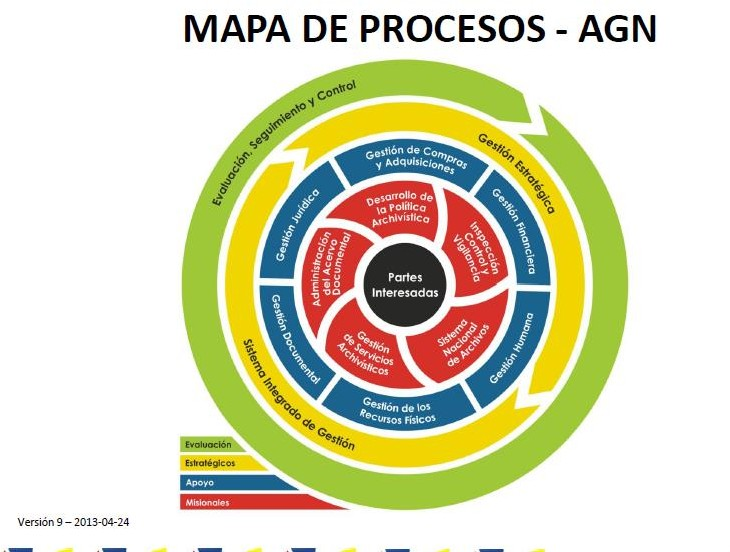 MAPA DE PROCESOS - AGN
Evaluación, Seguimiento y Control
Gestión Estratégica
Sistema Integrado de Gestión
Gestión de Compras
y Adquisiciones
Gestión Financiera
Gestión Humana
Gestión de los
Recursos Físicos
Gestión Documental
Gestión Jurídica
Desarrollo de
la Política
Archivística
Inspección
Control y
Vigilancia
Sistema
Nacional
de Archivos
Gestión
de Servicios
Archivísticos
Administración
del Acervo
Documental
Partes
Interesadas
Evaluación
Estratégicos
Apoyo
Misionales
Versión 9 – 2013-04-24